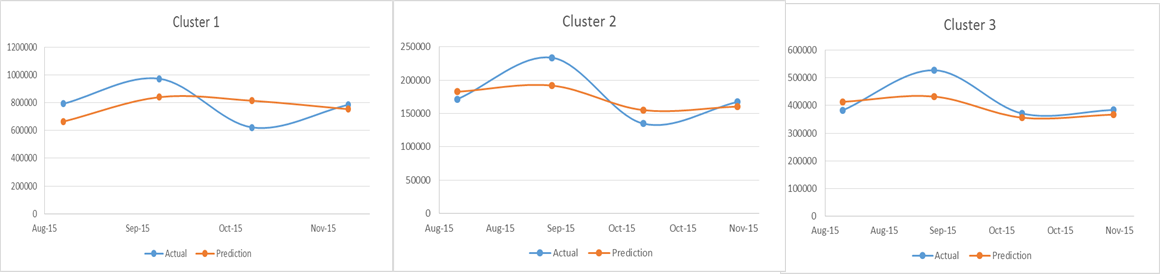 Cluster 1
1200000
1000000
800000
600000
400000
200000
0
Aug-15 Sep-15 Oct-15 Nov-15
Actual Prediction
Cluster 2
250000
200000
150000
100000
50000
0
Aug-15 Aug-15 Sep-15 Oct-15 Oct-15 Nov-15
Actual Prediction
Cluster 3
600000
500000
400000
300000
200000
100000
0
Aug-15 Aug-15 Sep-15 Oct-15 Oct-15 Nov-15
Actual Prediction